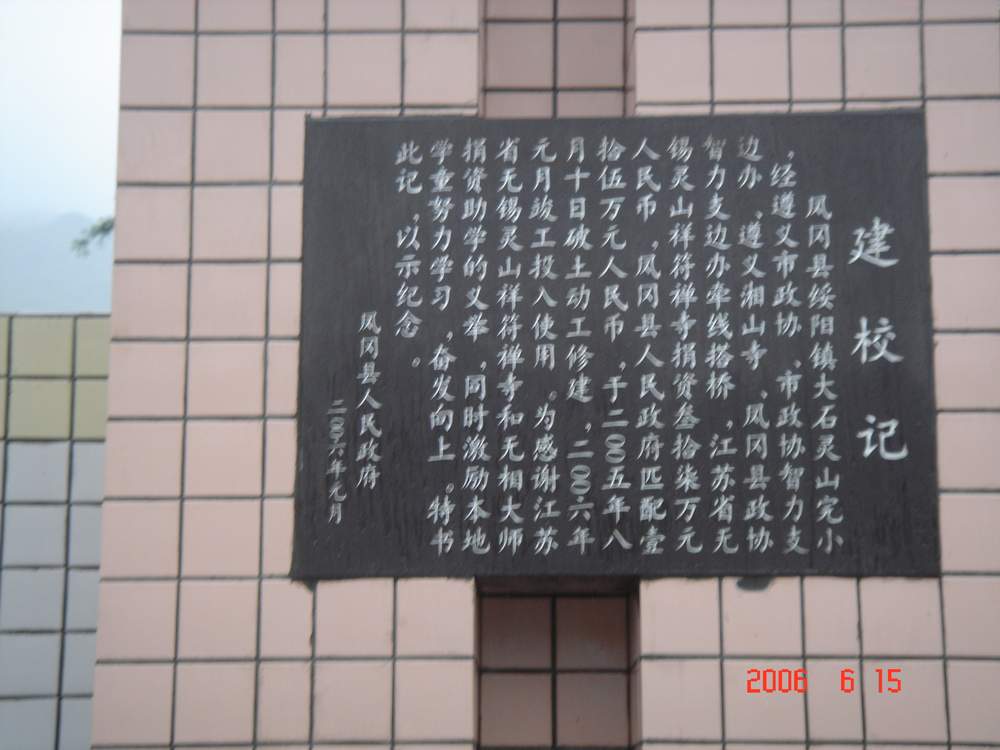 建校记
凤冈县绥阳镇大石灵山完小
，经遵义市政协、市政协智力支
边办、遵义湘山寺、凤冈县政协
智力支边办牵线搭桥，江苏省无
锡灵山祥符禅寺捐资叁拾柒万元
人民币，凤冈县人民政府匹配壹
拾伍万元人民币，于二00五年八
月十日破土动工修建，二00六年
元月竣工投入使用。为感谢江苏
省无锡灵山祥符禅寺和无相大师
捐资助学的义举，同时激励本地
学童努力学习，奋发向上。特书
此记，以示纪念。
凤冈县人民政府
二00六年元月
2006 6 15